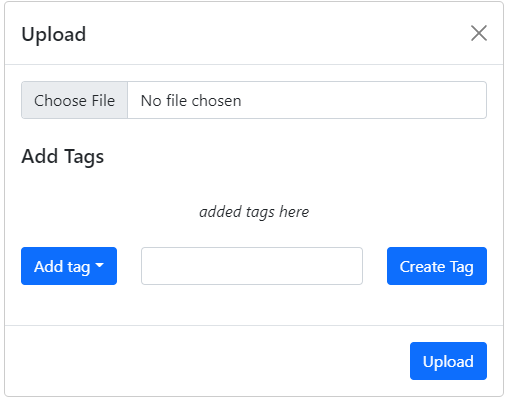 Upload
Choose File No file chosen
Add Tags
added tags here
Add tag Create Tag
Upload